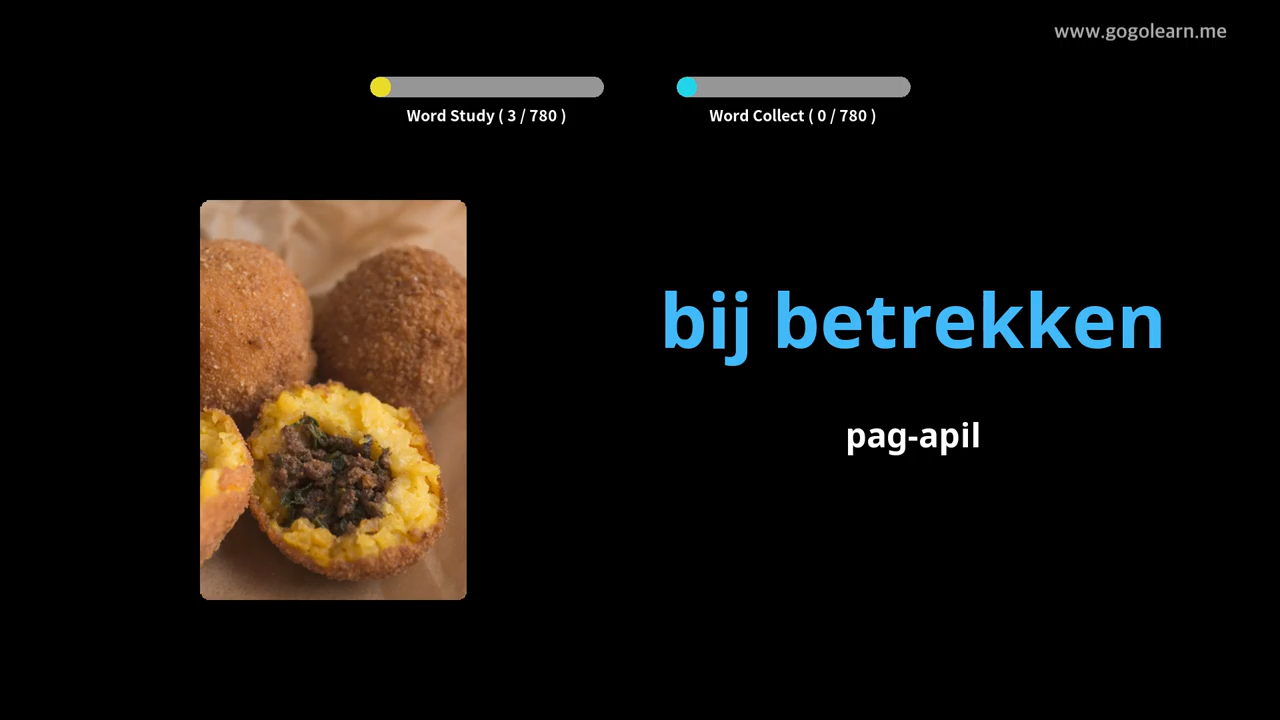 www.gogolearn.me
Word Study ( 3 / 780 )
Word Collect ( 0 / 780 )
bij betrekken
pag-apil